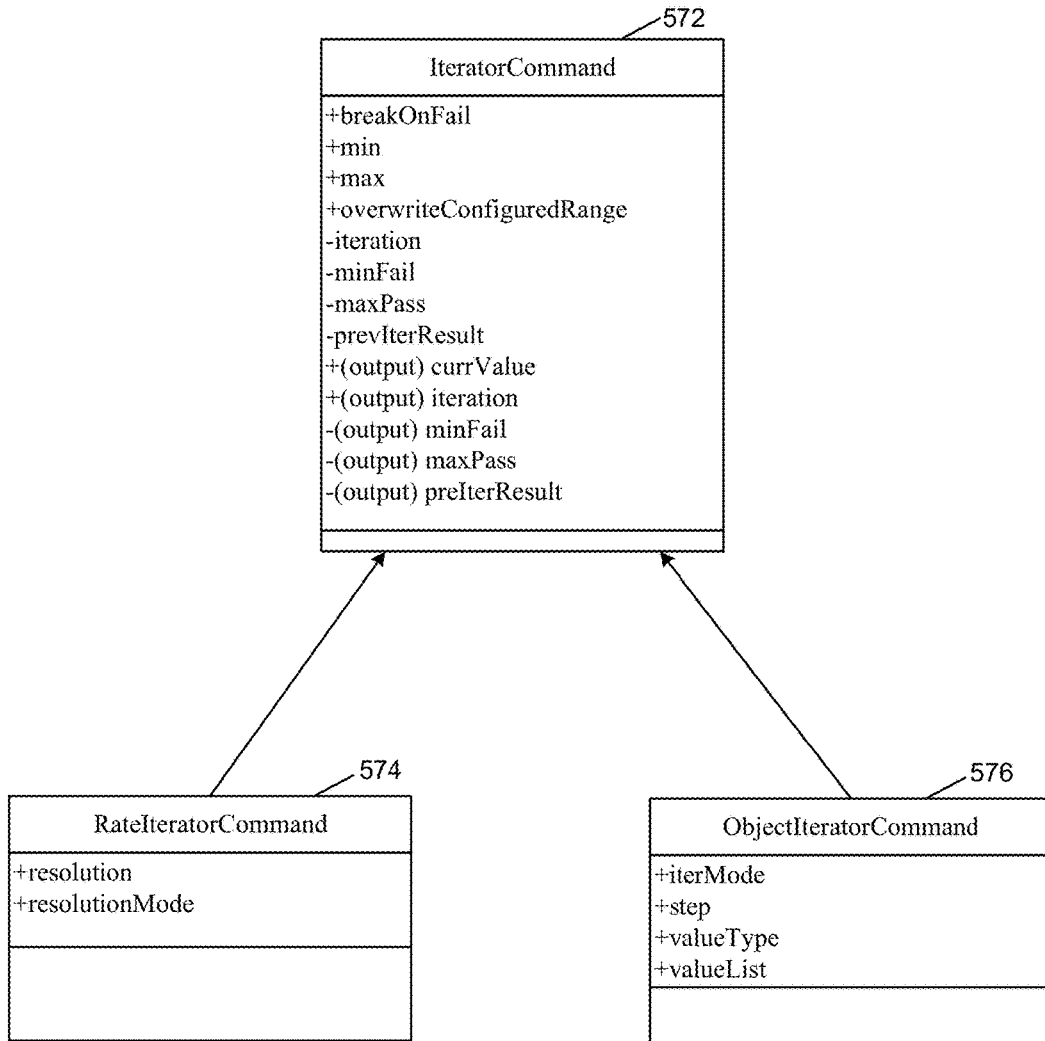 572
IteratorCommand
+breakOnFail
+min
+max
+overwriteConfiguredRange
-iteration
-minFail
-maxPass
-prevIterResult
+(output) currValue
+(output) iteration
-(output) minFail
-(output) maxPass
-(output) preIterResult
574
RateIteratorCommand
+resolution
+resolutionMode
576
ObjectIteratorCommand
+iterMode
+step
+valueType
+valueList